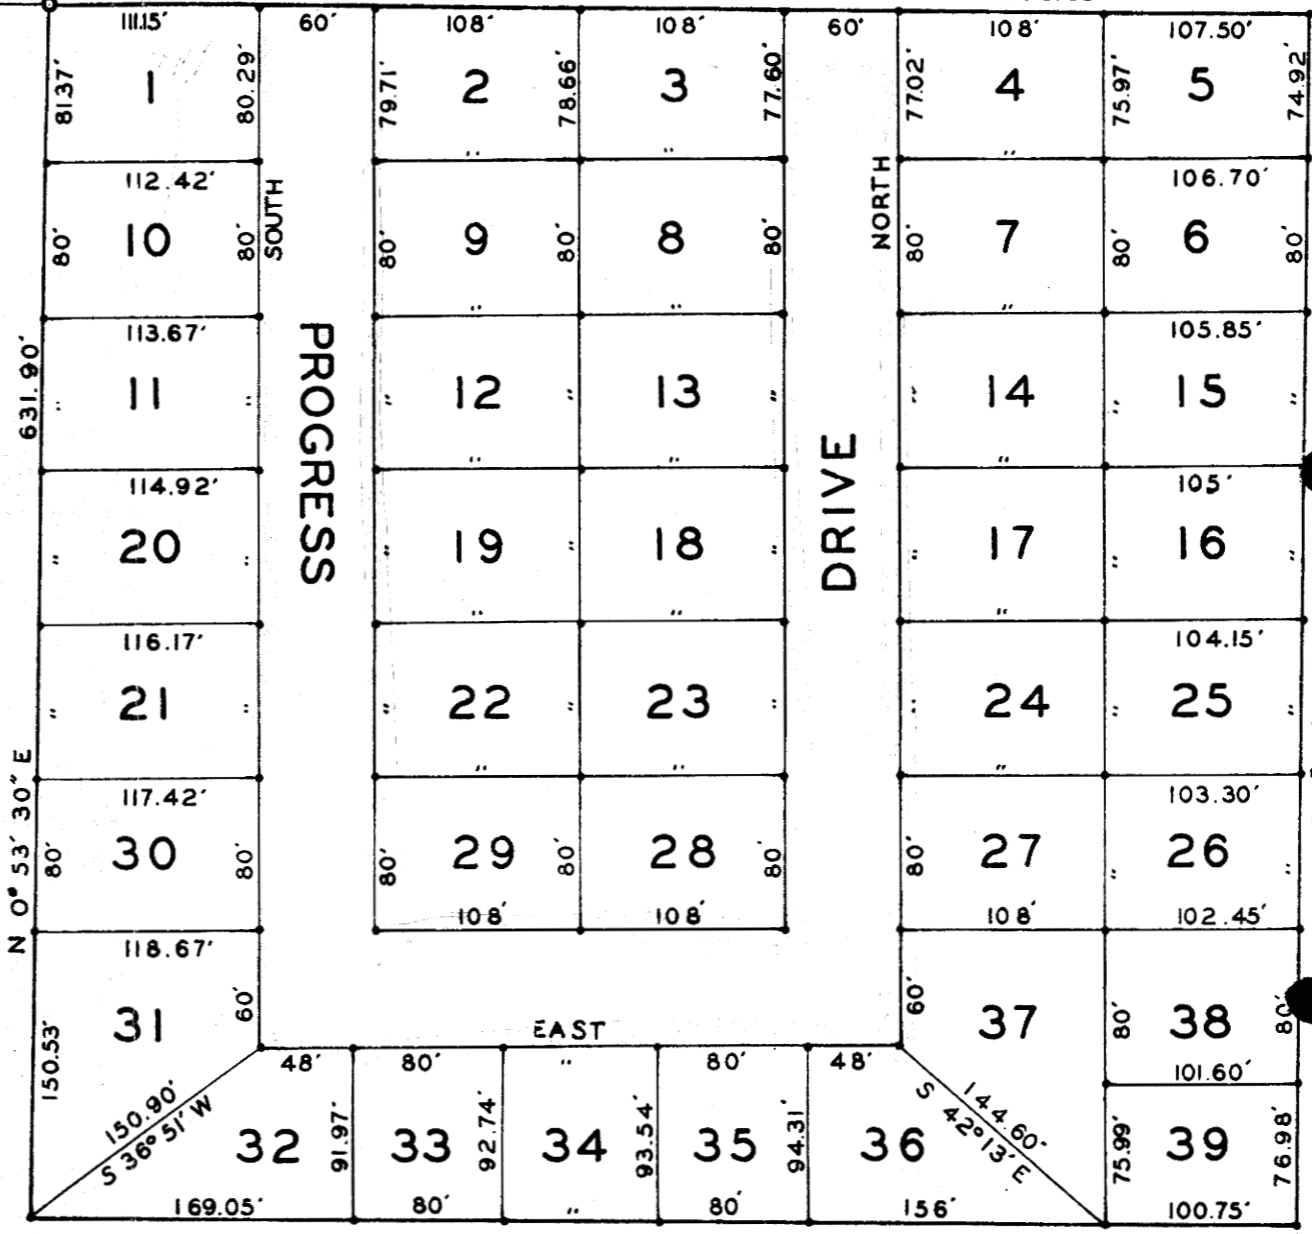 111.15′ 60′ 108′ 108′ 60′ 108′ 107.50′
81.37′ 1 80.29′ 79.71′ 2 78.66′ 3 77.60′ 77.02′ 4 75.97′ 5 74.92′
" " "
112.42′ 106.70′
80′ 10 80′ SOUTH 80′ 9 80′ 8 80′ NORTH 80′ 7 80′ 6 80′
" " "
113.67′ 105.85′
631.90′ " 11 " " 12 " 13 " " 14 " 15 "
" " "
114.92′ 105′
" 20 " PROGRESS " 19 " 18 " DRIVE " 17 " 16 "
" " "
116.17′ 104.15′
" 21 " " 22 " 23 " " 24 " 25 "
" " "
117.42′ 103.30′
N 0° 53′ 30″ E 80′ 30 80′ 80′ 29 80′ 28 80′ 80′ 27 " 26 "
108′ 108′ 108′ 102.45′
118.67′
150.53′ 31 60′ 60′ 37 80′ 38 80′
EAST
48′ 80′ " 80′ 48′ 101.60′
150.90′
S 36° 51′ W
144.60′
S 42° 13′ E
32 91.97′ 33 92.74′ 34 93.54′ 35 94.31′ 36 75.99′ 39 76.98′
169.05′ 80′ " 80′ 156′ 100.75′